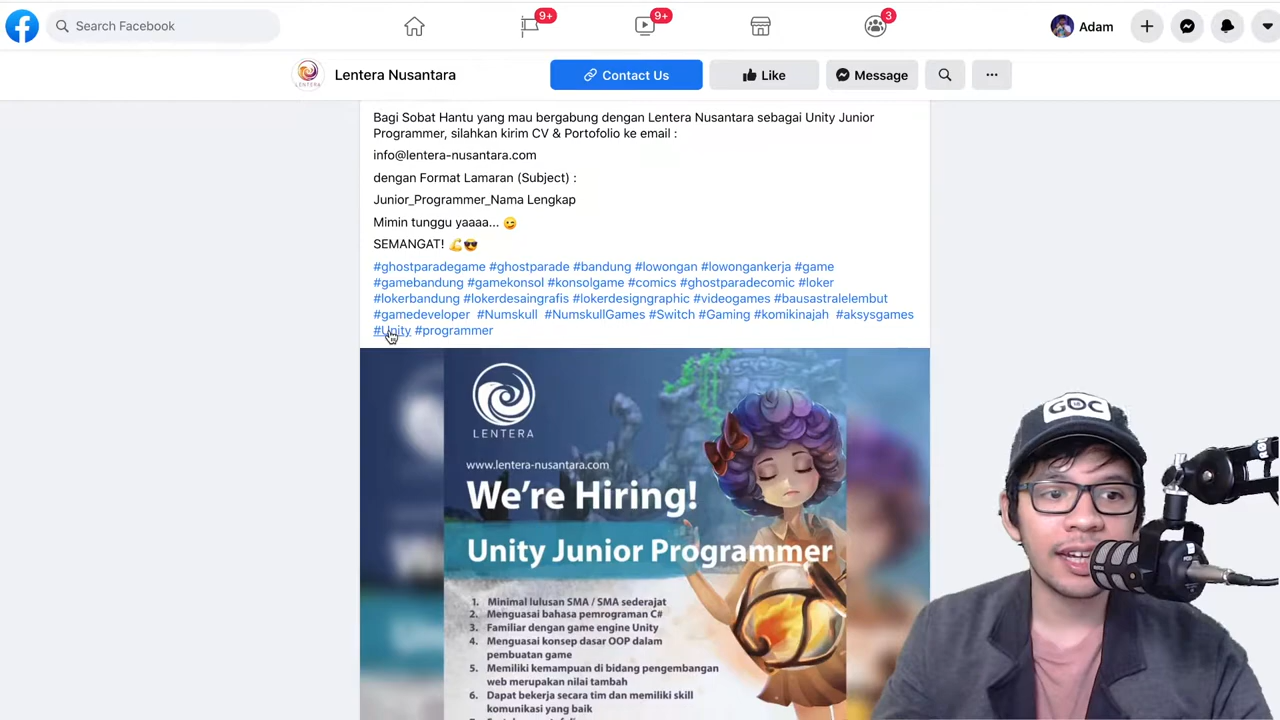 Search Facebook
9+
9+
3
Adam
LENTERA
Lentera Nusantara
Contact Us
Like
Message
Bagi Sobat Hantu yang mau bergabung dengan Lentera Nusantara sebagai Unity Junior
Programmer, silahkan kirim CV & Portofolio ke email :
info@lentera-nusantara.com
dengan Format Lamaran (Subject) :
Junior_Programmer_Nama Lengkap
Mimin tunggu yaaaa... 😉
SEMANGAT! 💪😎
#ghostparadegame #ghostparade #bandung #lowongan #lowongankerja #game
#gamebandung #gamekonsol #konsolgame #comics #ghostparadecomic #loker
#lokerbandung #lokerdesaingrafis #lokerdesigngraphic #videogames #bausastralelembut
#gamedeveloper #Numskull #NumskullGames #Switch #Gaming #komikinajah #aksysgames
#Unity #programmer
LENTERA
www.lentera-nusantara.com
We're Hiring!
Unity Junior Programmer
1. Minimal lulusan SMA / SMA sederajat
2. Menguasai bahasa pemrograman C#
3. Familiar dengan game engine Unity
4. Menguasai konsep dasar OOP dalam
pembuatan game
5. Memiliki kemampuan di bidang pengembangan
web merupakan nilai tambah
6. Dapat bekerja secara tim dan memiliki skill
komunikasi yang baik
GDC